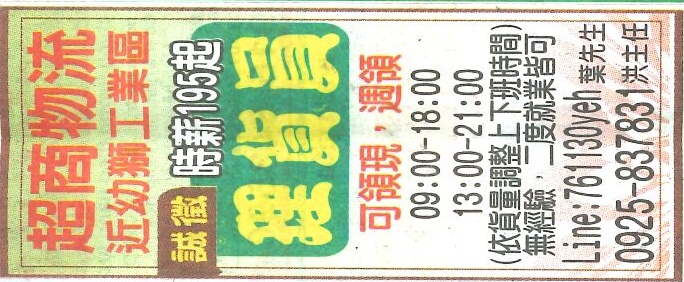 超商物流
近幼獅工業區
誠徵
時薪195起
理貨員
可領現，週領
09:00-18:00
13:00-21:00
(依貨量調整上下班時間)
無經驗，二度就業皆可
Line:761130yeh 葉先生
0925-837831 洪主任